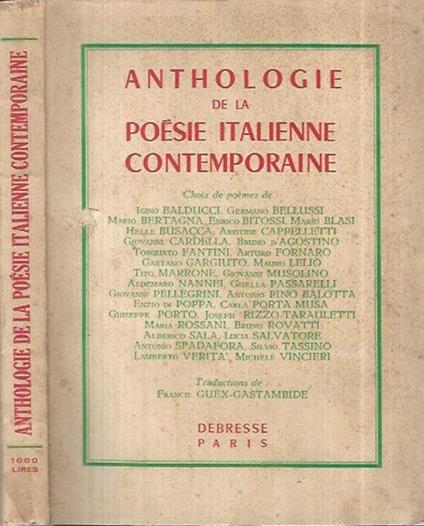 ANTHOLOGIE DE LA POÉSIE ITALIENNE CONTEMPORAINE
1000
LIRES
ANTHOLOGIE
DE LA
POÉSIE ITALIENNE
CONTEMPORAINE
Choix de poèmes de :
Igino BALDUCCI, Germano BELLUSSI
Mario BERTAGNA, Enrico BITOSSI, Mario BLASI
Helle BUSACCA, Aristide CAPPELLETTI
Giovanni CARDELLA, Bruno D'AGOSTINO
Torquato FANTINI, Arturo FORNARO
Gaetano GARGIUTO, Mauro LELIO
Tito MARRONE, Giovanni MUSOLINO
Aldemaro NANNEI, Gisella PASSARELLI
Giovanni PELLEGRINI, Antonio PINO BALOTTA
Enzio di POPPA, Carla PORTA MUSA
Guiseppe PORTO, Joseph RIZZO-TARAULETTI
Maria ROSSANI, Bruno ROVATTI
Alberico SALA, Lucia SALVATORE
Antonio SPADAFORA, Silvio TASSINO
Lamberto VERITA', Michele VINCIERI
Traductions de :
Francis GUEX-GASTAMBIDE
DEBRESSE
PARIS